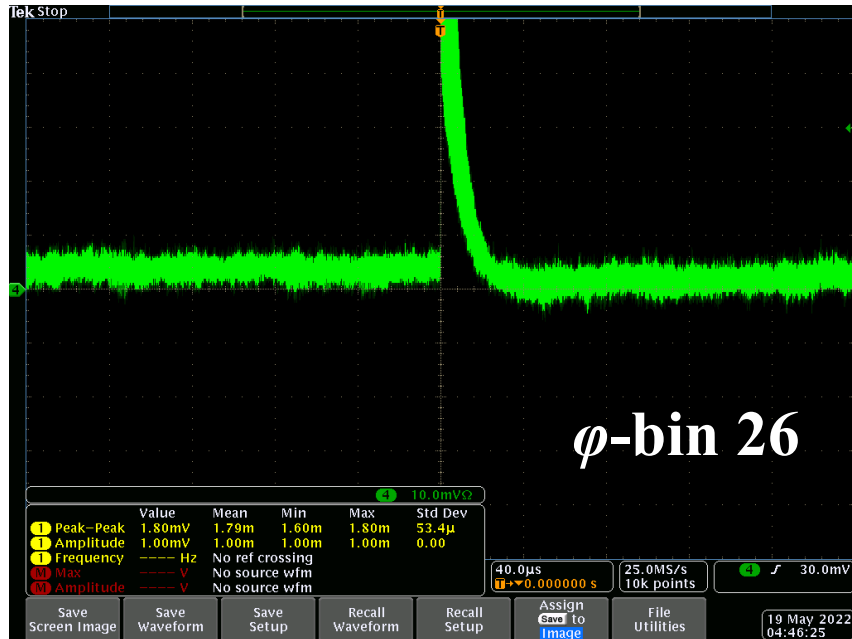 Tek Stop
T
T
4
φ-bin 26
4 10.0mVΩ
Value Mean Min Max Std Dev
1 Peak–Peak 1.80mV 1.79m 1.60m 1.80m 53.4µ
1 Amplitude 1.00mV 1.00m 1.00m 1.00m 0.00
1 Frequency –––– Hz No ref crossing
M Max –––– V No source wfm
M Amplitude –––– V No source wfm
40.0µs
T→▼0.000000 s
25.0MS/s
10k points
4 ƒ 30.0mV
Save
Screen Image
Save
Waveform
Save
Setup
Recall
Waveform
Recall
Setup
Assign
Save to
Image
File
Utilities
19 May 2022
04:46:25